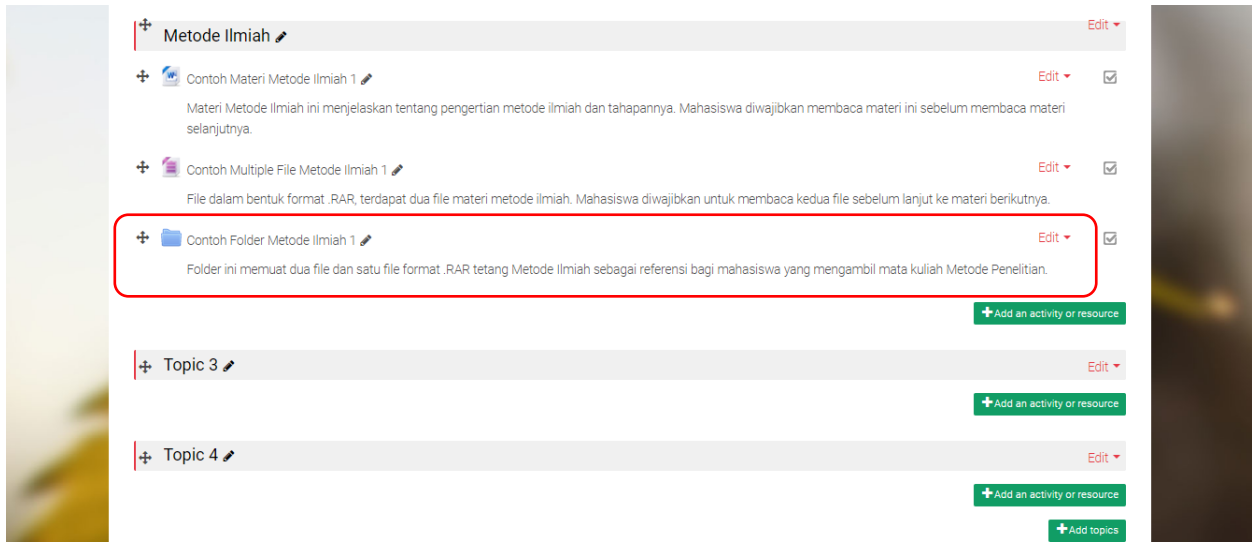 Metode Ilmiah
Edit
Contoh Materi Metode Ilmiah 1
Edit
Materi Metode Ilmiah ini menjelaskan tentang pengertian metode ilmiah dan tahapannya. Mahasiswa diwajibkan membaca materi ini sebelum membaca materi
selanjutnya.
Contoh Multiple File Metode Ilmiah 1
Edit
File dalam bentuk format .RAR, terdapat dua file materi metode ilmiah. Mahasiswa diwajibkan untuk membaca kedua file sebelum lanjut ke materi berikutnya.
Contoh Folder Metode Ilmiah 1
Edit
Folder ini memuat dua file dan satu file format .RAR tetang Metode Ilmiah sebagai referensi bagi mahasiswa yang mengambil mata kuliah Metode Penelitian.
Add an activity or resource
Topic 3
Edit
Add an activity or resource
Topic 4
Edit
Add an activity or resource
Add topics